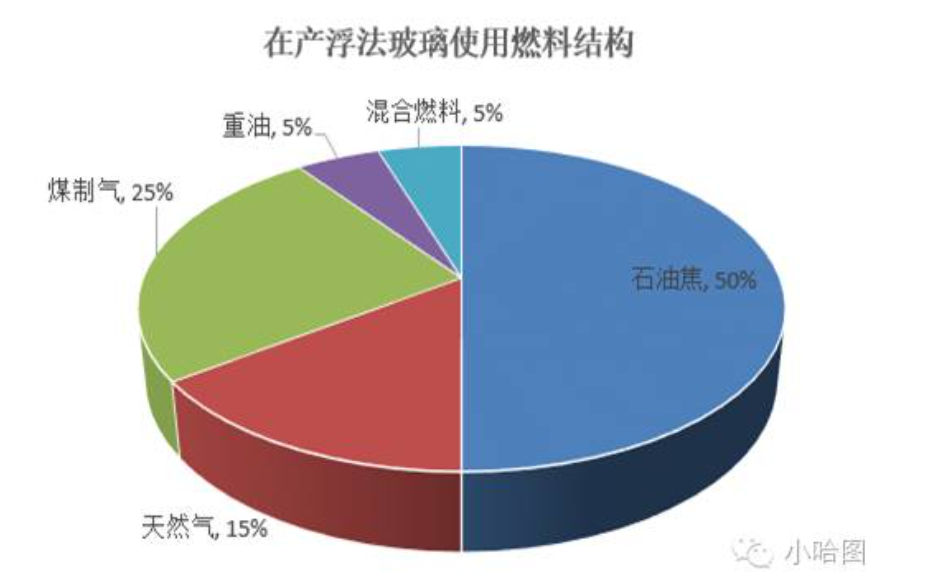 在产浮法玻璃使用燃料结构
混合燃料, 5%
重油, 5%
煤制气, 25%
石油焦, 50%
天然气, 15%
小哈图